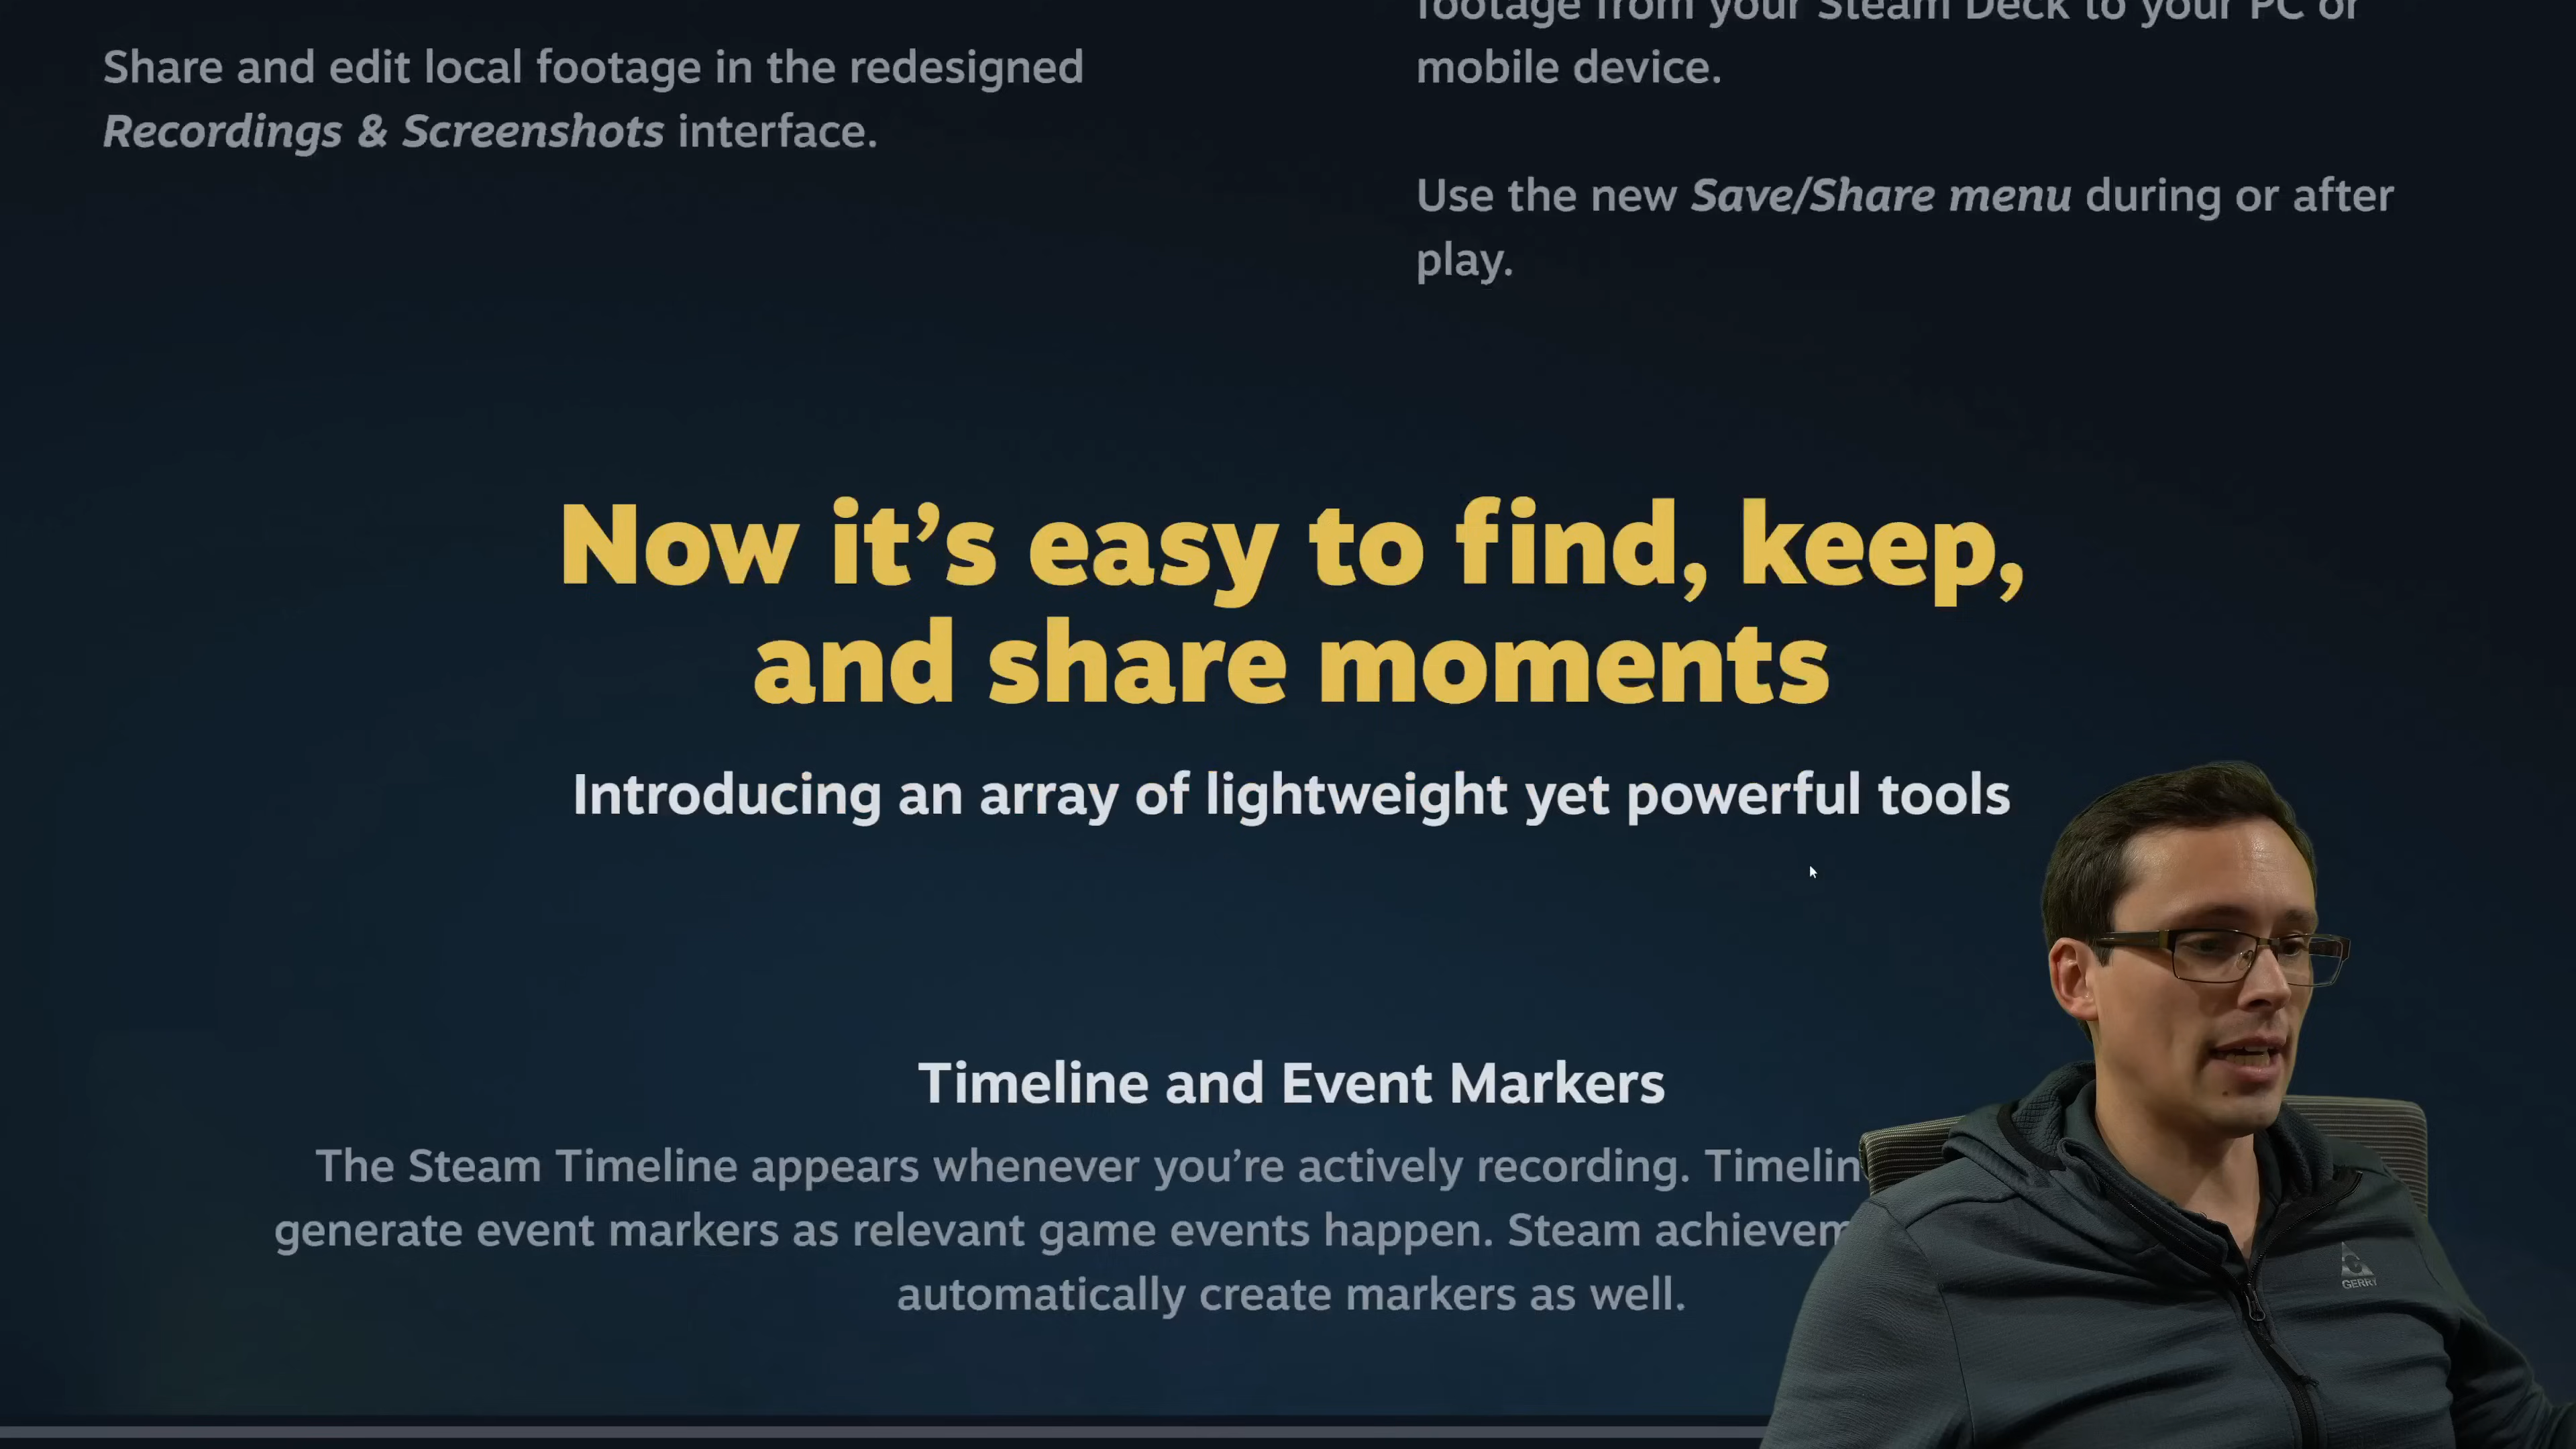 Share and edit local footage in the redesigned
Recordings & Screenshots interface.
footage from your Steam Deck to your PC or
mobile device.
Use the new Save/Share menu during or after
play.
Now it’s easy to find, keep,
and share moments
Introducing an array of lightweight yet powerful tools
Timeline and Event Markers
The Steam Timeline appears whenever you’re actively recording. Timelin
generate event markers as relevant game events happen. Steam achievem
automatically create markers as well.
GERRY